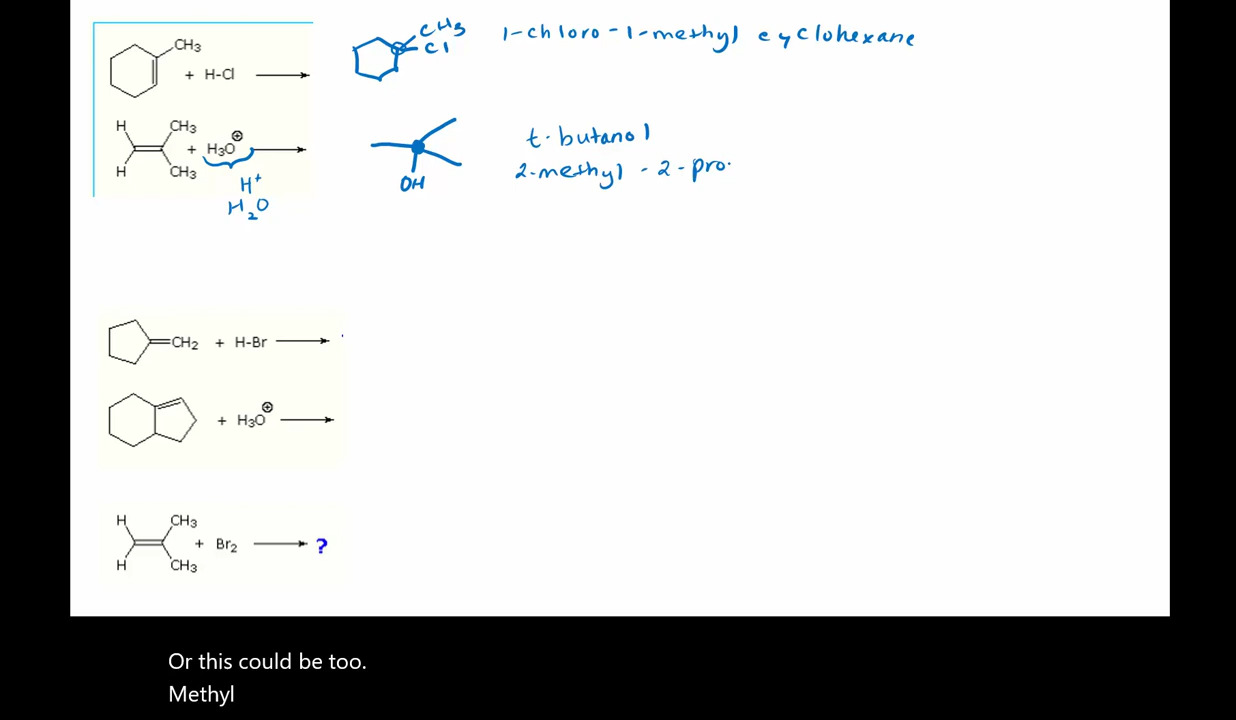 CH3
+ H-Cl
CH3
Cl
1-chloro-1-methyl cyclohexane
H CH3
+ H3O ⊕
H CH3
H+
H2O
OH
t-butanol
2-methyl - 2-pro
=CH2 + H-Br
+ H3O ⊕
H CH3
+ Br2 ?
H CH3
Or this could be too.
Methyl